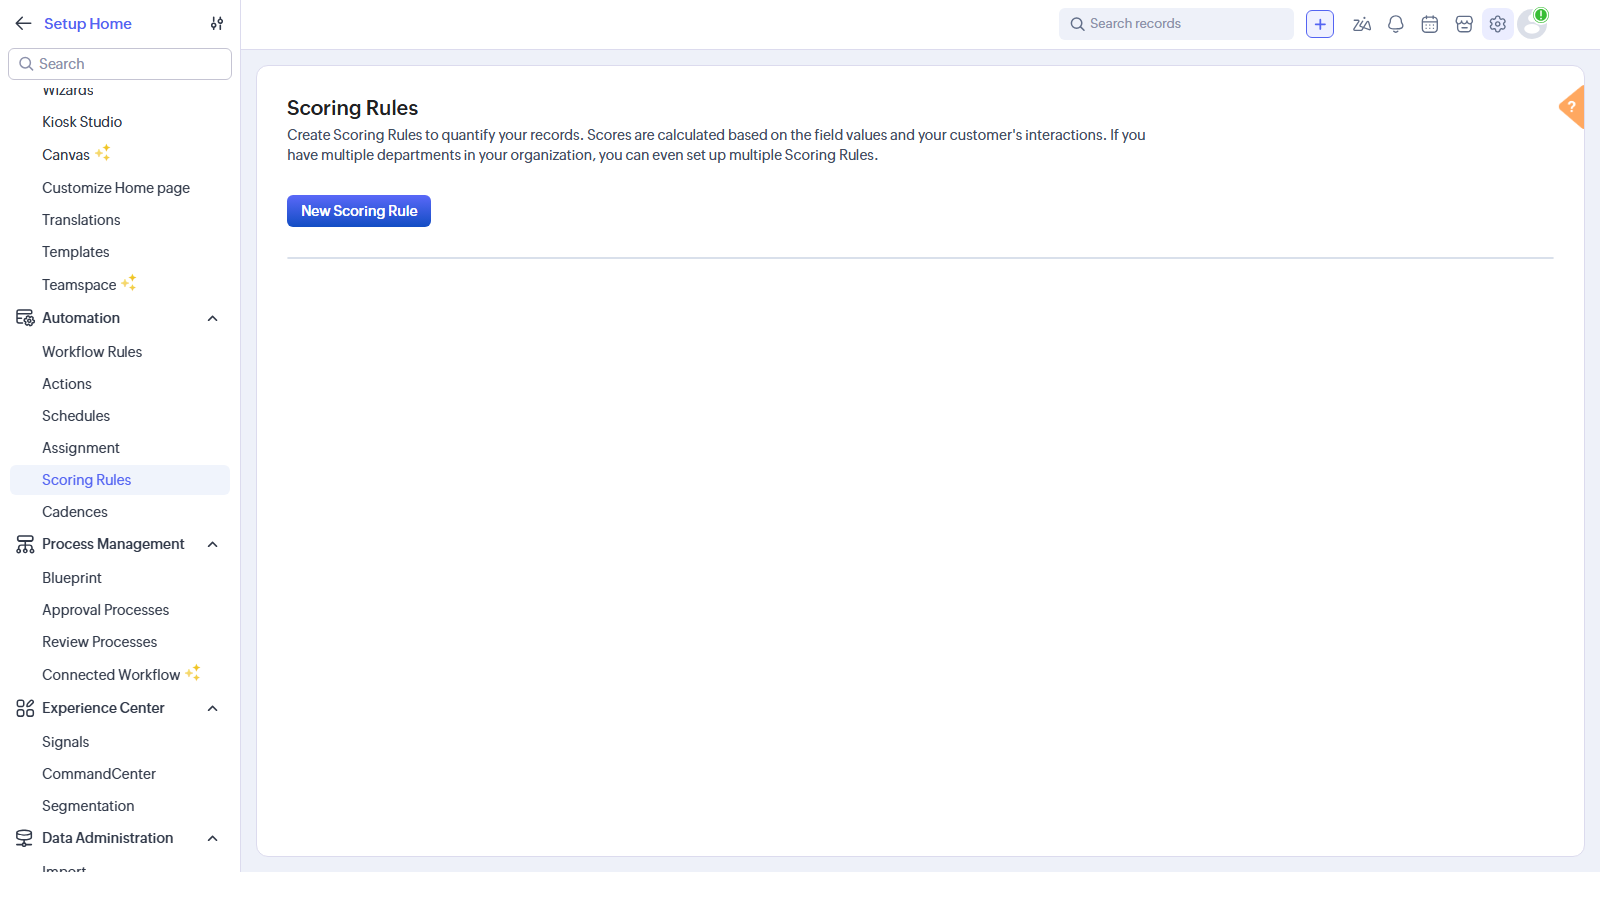 Setup Home
Search
Wizards
Kiosk Studio
Canvas
Customize Home page
Translations
Templates
Teamspace
Automation
Workflow Rules
Actions
Schedules
Assignment
Scoring Rules
Cadences
Process Management
Blueprint
Approval Processes
Review Processes
Connected Workflow
Experience Center
Signals
CommandCenter
Segmentation
Data Administration
Import
Search records
Scoring Rules
Create Scoring Rules to quantify your records. Scores are calculated based on the field values and your customer's interactions. If you
have multiple departments in your organization, you can even set up multiple Scoring Rules.
New Scoring Rule
?